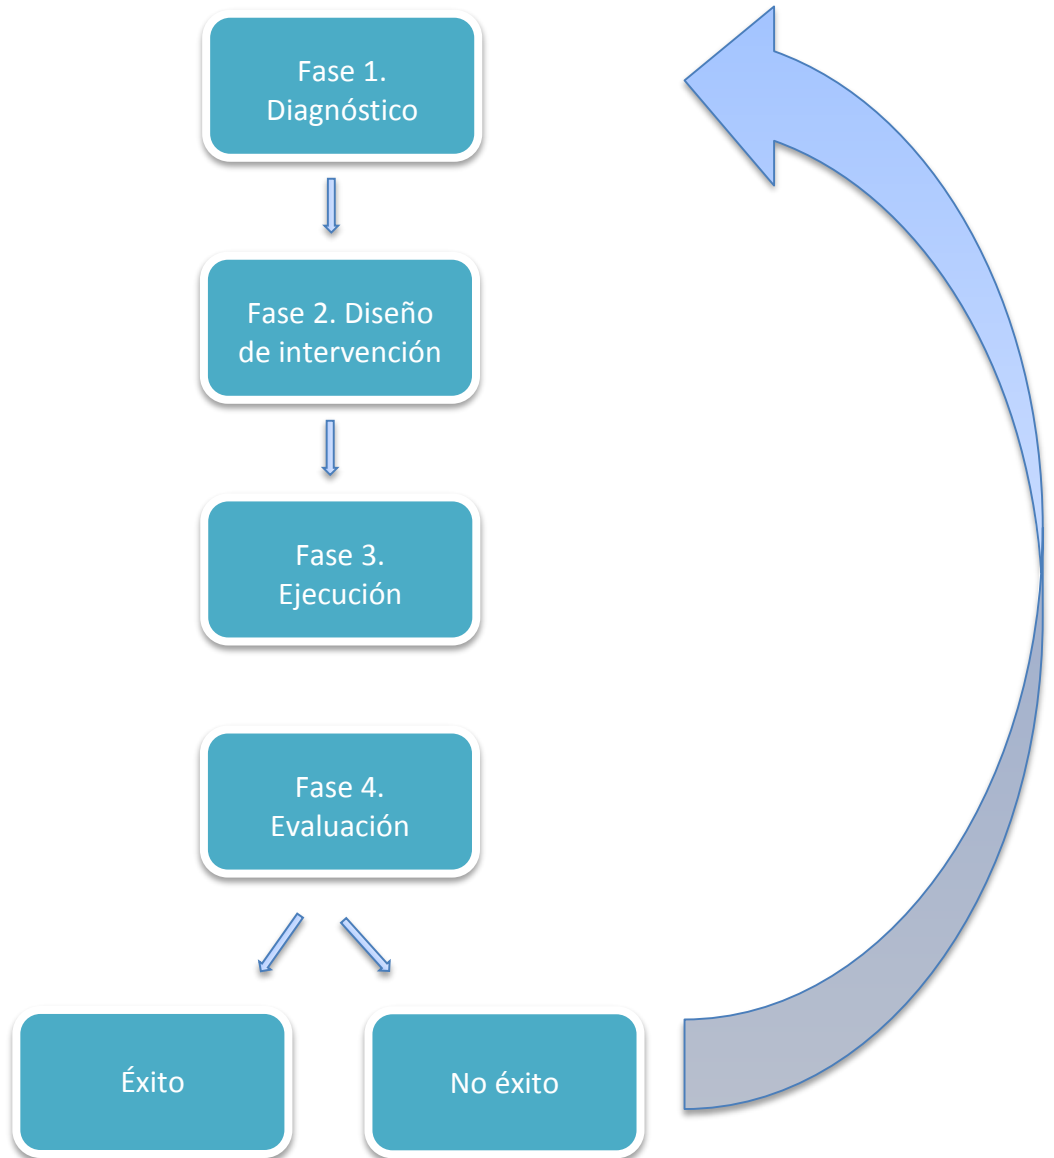 Fase 1.
Diagnóstico
Fase 2. Diseño
de intervención
Fase 3.
Ejecución
Fase 4.
Evaluación
Éxito
No éxito